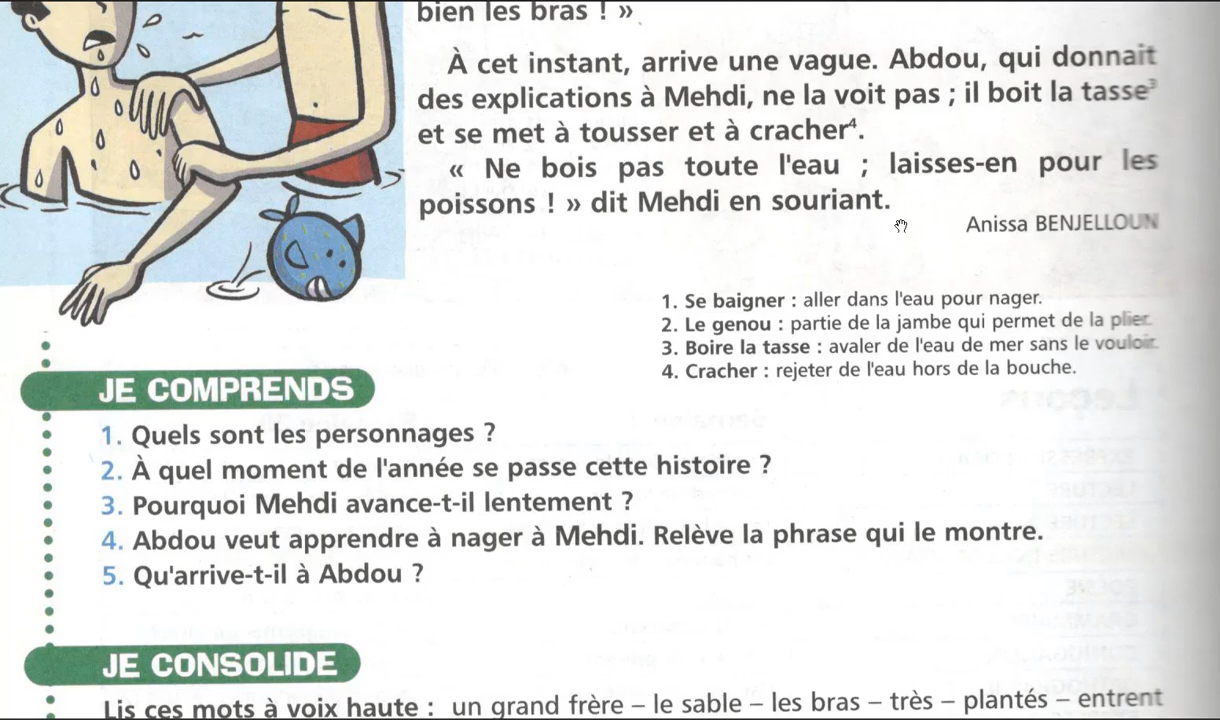 bien les bras ! »
À cet instant, arrive une vague. Abdou, qui donnait
des explications à Mehdi, ne la voit pas ; il boit la tasse³
et se met à tousser et à cracher⁴.
« Ne bois pas toute l'eau ; laisses-en pour les
poissons ! » dit Mehdi en souriant.
Anissa BENJELLOUN
1. Se baigner : aller dans l'eau pour nager.
2. Le genou : partie de la jambe qui permet de la plier.
3. Boire la tasse : avaler de l'eau de mer sans le vouloir.
4. Cracher : rejeter de l'eau hors de la bouche.
JE COMPRENDS
1. Quels sont les personnages ?
2. À quel moment de l'année se passe cette histoire ?
3. Pourquoi Mehdi avance-t-il lentement ?
4. Abdou veut apprendre à nager à Mehdi. Relève la phrase qui le montre.
5. Qu'arrive-t-il à Abdou ?
JE CONSOLIDE
Lis ces mots à voix haute : un grand frère – le sable – les bras – très – plantés – entrent